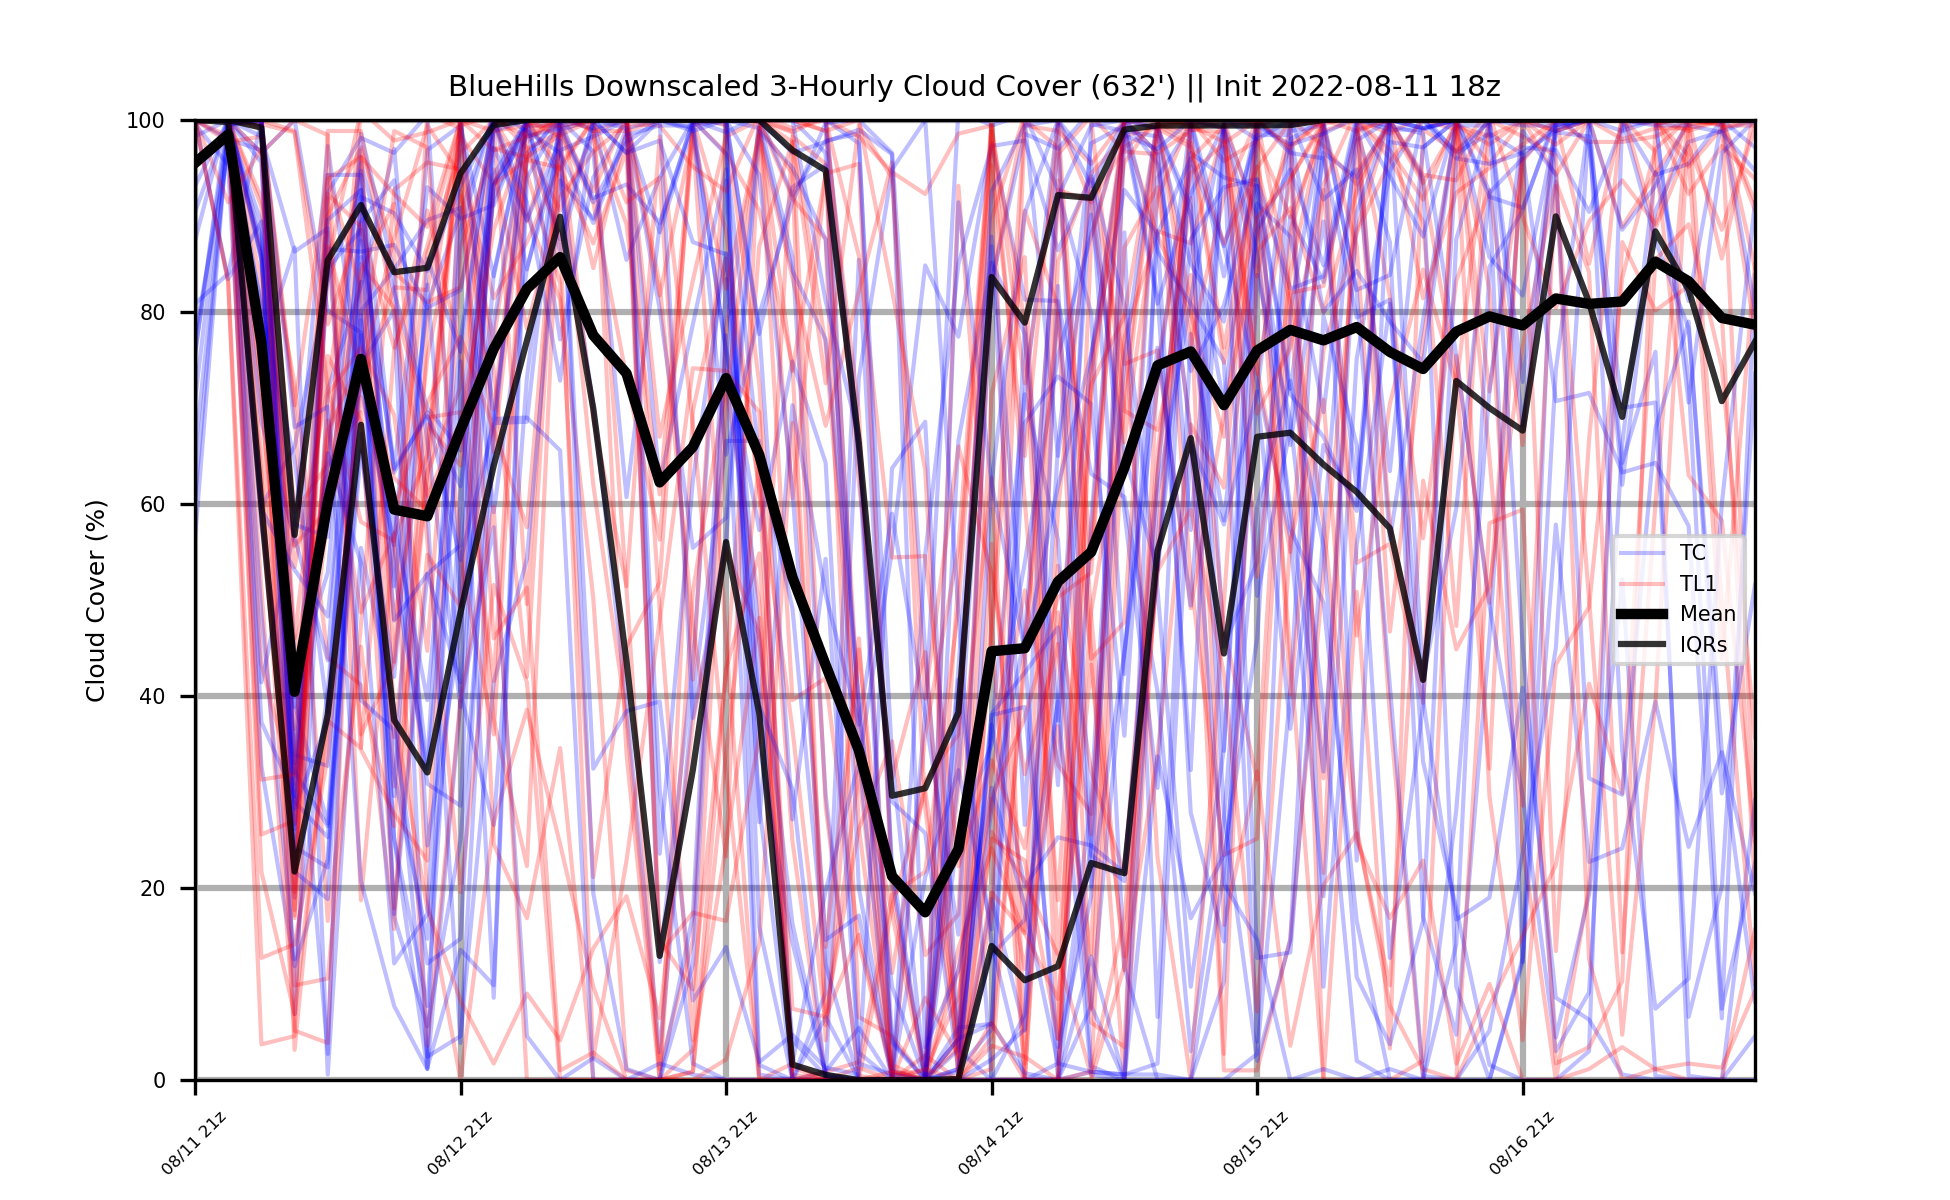 BlueHills Downscaled 3-Hourly Cloud Cover (632') || Init 2022-08-11 18z
Cloud Cover (%)
100
80
60
40
20
0
TC
TL1
Mean
IQRs
08/11 21z
08/12 21z
08/13 21z
08/14 21z
08/15 21z
08/16 21z